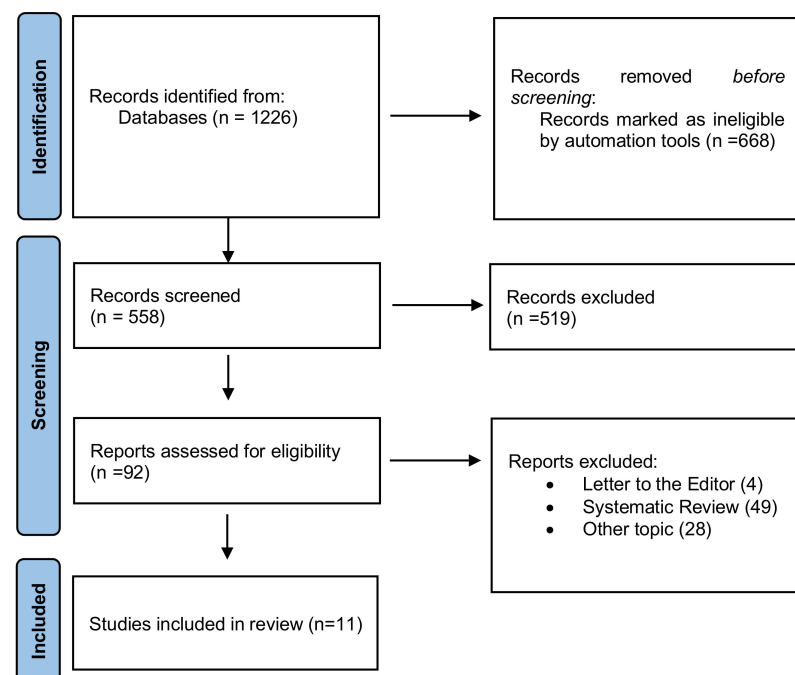 Identification
Records identified from:
Databases (n = 1226)
Records removed before
screening:
Records marked as ineligible
by automation tools (n =668)
Screening
Records screened
(n = 558)
Records excluded
(n =519)
Reports assessed for eligibility
(n =92)
Reports excluded:
• Letter to the Editor (4)
• Systematic Review (49)
• Other topic (28)
Included
Studies included in review (n=11)